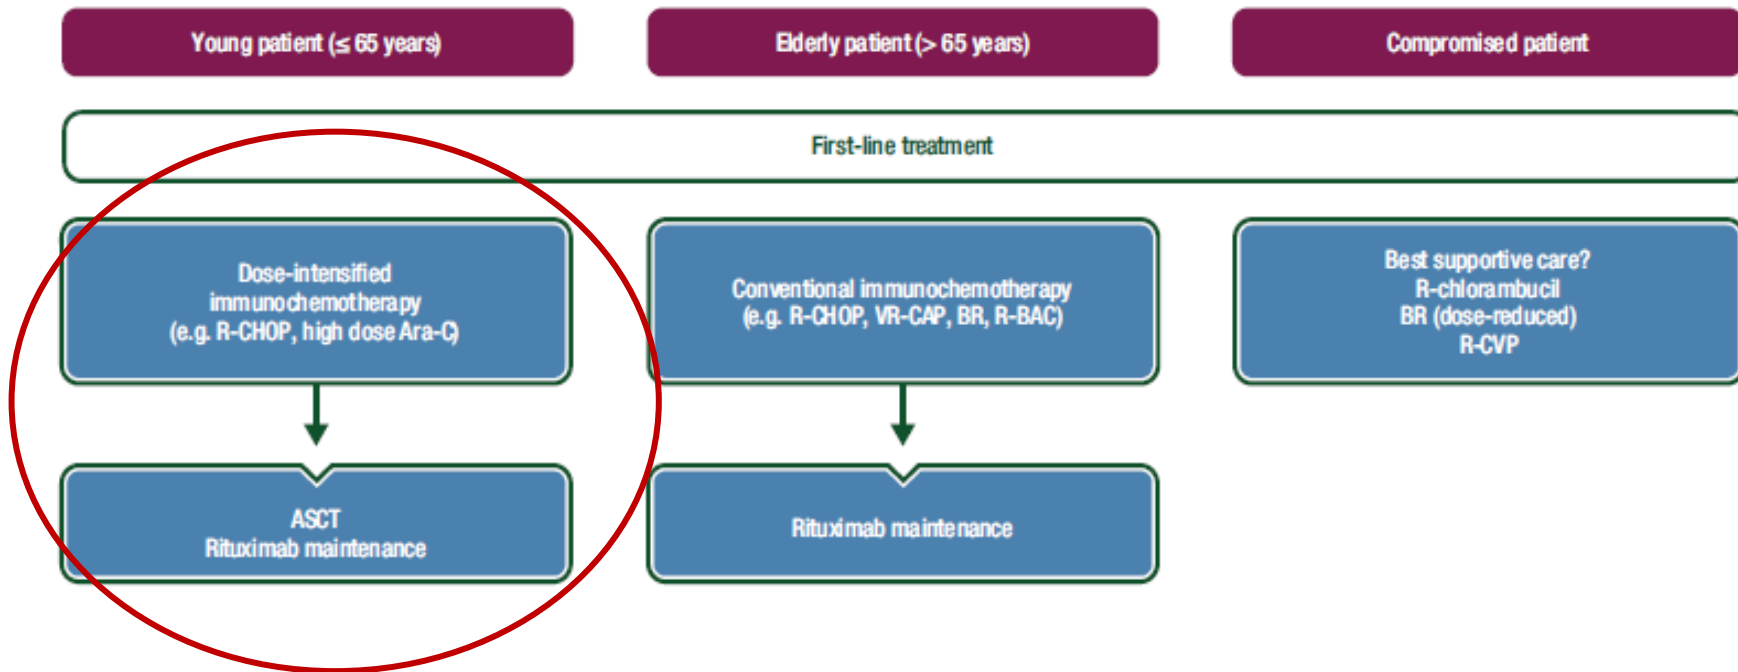 Young patient (≤ 65 years)
Elderly patient (> 65 years)
Compromised patient
First-line treatment
Dose-intensified
immunochemotherapy
(e.g. R-CHOP, high dose Ara-C)
Conventional immunochemotherapy
(e.g. R-CHOP, VR-CAP, BR, R-BAC)
Best supportive care?
R-chlorambucil
BR (dose-reduced)
R-CVP
ASCT
Rituximab maintenance
Rituximab maintenance